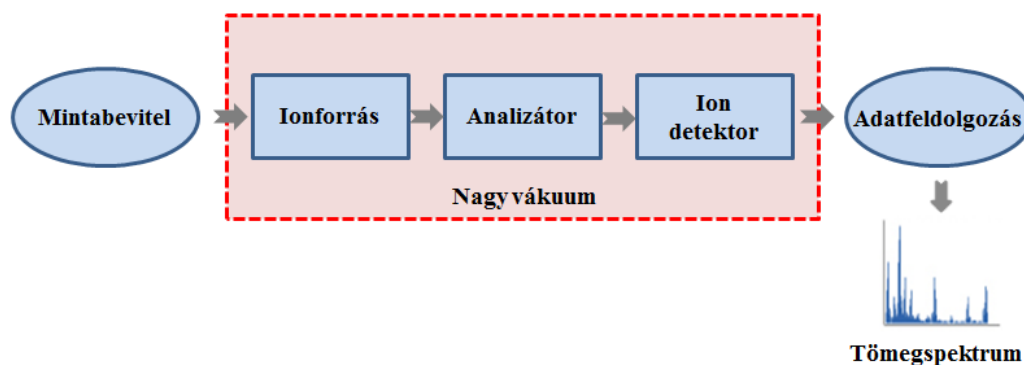 Mintabevitel
Ionforrás
Analizátor
Ion
detektor
Adatfeldolgozás
Nagy vákuum
Tömegspektrum